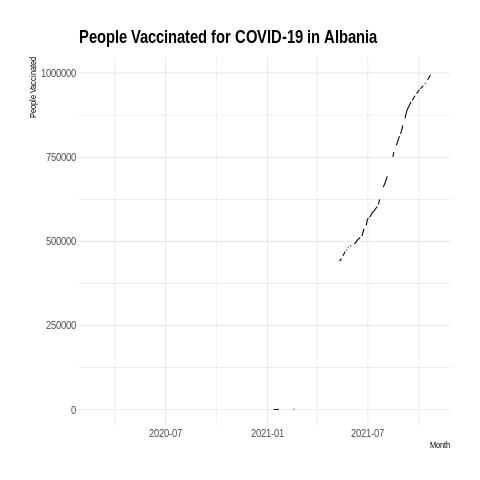 People Vaccinated for COVID-19 in Albania
People Vaccinated
1000000
750000
500000
250000
0
2020-07
2021-01
2021-07
Month